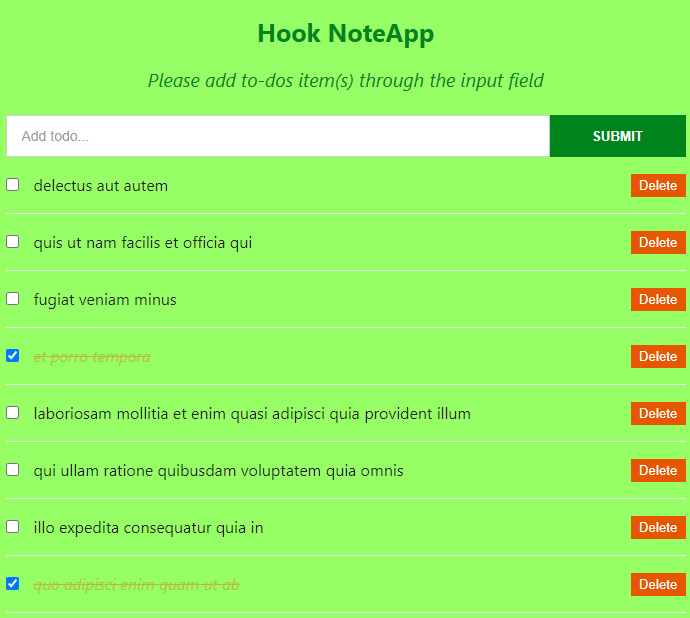 Hook NoteApp
Please add to-dos item(s) through the input field
Add todo... SUBMIT
delectus aut autem Delete
quis ut nam facilis et officia qui Delete
fugiat veniam minus Delete
et porro tempora Delete
laboriosam mollitia et enim quasi adipisci quia provident illum Delete
qui ullam ratione quibusdam voluptatem quia omnis Delete
illo expedita consequatur quia in Delete
quo adipisci enim quam ut ab Delete